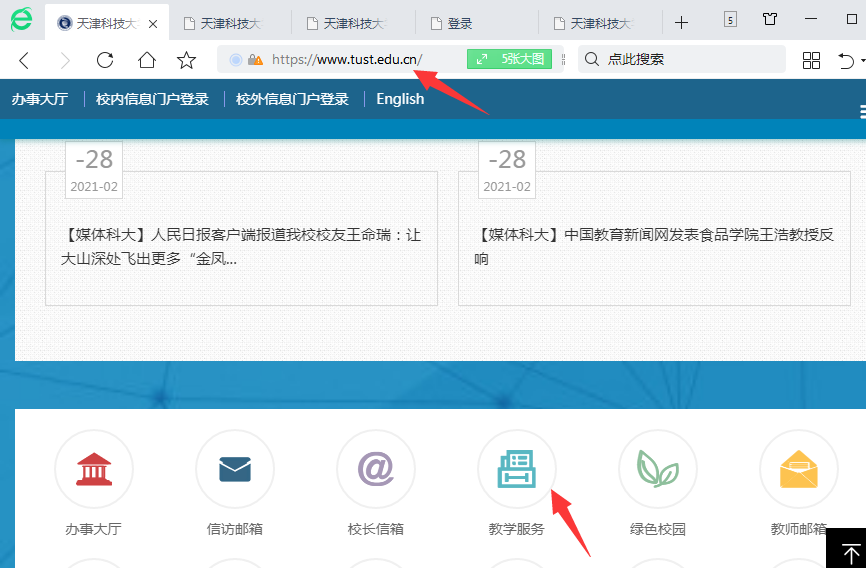 天津科技大
天津科技大
天津科技大
登录
天津科技大
5
https://www.tust.edu.cn/
5张大图
点此搜索
办事大厅
校内信息门户登录
校外信息门户登录
English
-28
2021-02
【媒体科大】人民日报客户端报道我校校友王命瑞：让
大山深处飞出更多“金凤...
-28
2021-02
【媒体科大】中国教育新闻网发表食品学院王浩教授反
响
办事大厅
信访邮箱
@
校长信箱
教学服务
绿色校园
教师邮箱